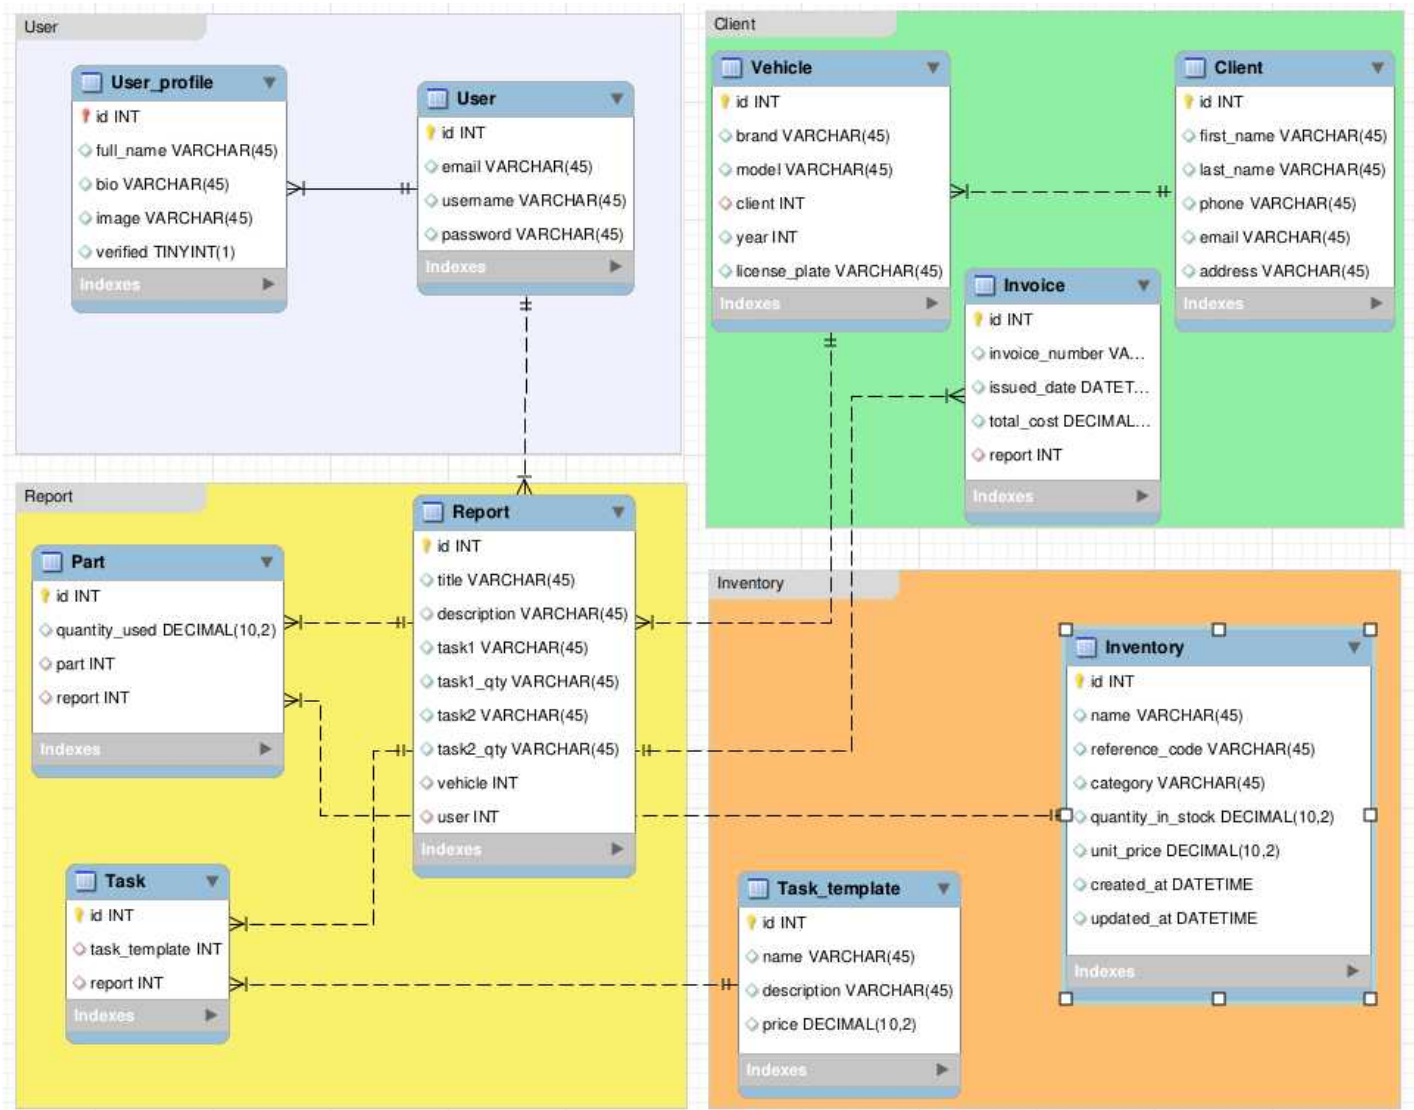 User
User_profile
id INT
full_name VARCHAR(45)
bio VARCHAR(45)
image VARCHAR(45)
verified TINYINT(1)
Indexes
User
id INT
email VARCHAR(45)
username VARCHAR(45)
password VARCHAR(45)
Indexes
Client
Vehicle
id INT
brand VARCHAR(45)
model VARCHAR(45)
client INT
year INT
license_plate VARCHAR(45)
Indexes
Client
id INT
first_name VARCHAR(45)
last_name VARCHAR(45)
phone VARCHAR(45)
email VARCHAR(45)
address VARCHAR(45)
Indexes
Invoice
id INT
invoice_number VA...
issued_date DATET...
total_cost DECIMAL...
report INT
Indexes
Report
Part
id INT
quantity_used DECIMAL(10,2)
part INT
report INT
Indexes
Report
id INT
title VARCHAR(45)
description VARCHAR(45)
task1 VARCHAR(45)
task1_qty VARCHAR(45)
task2 VARCHAR(45)
task2_qty VARCHAR(45)
vehicle INT
user INT
Indexes
Task
id INT
task_template INT
report INT
Indexes
Inventory
Inventory
id INT
name VARCHAR(45)
reference_code VARCHAR(45)
category VARCHAR(45)
quantity_in_stock DECIMAL(10,2)
unit_price DECIMAL(10,2)
created_at DATETIME
updated_at DATETIME
Indexes
Task_template
id INT
name VARCHAR(45)
description VARCHAR(45)
price DECIMAL(10,2)
Indexes